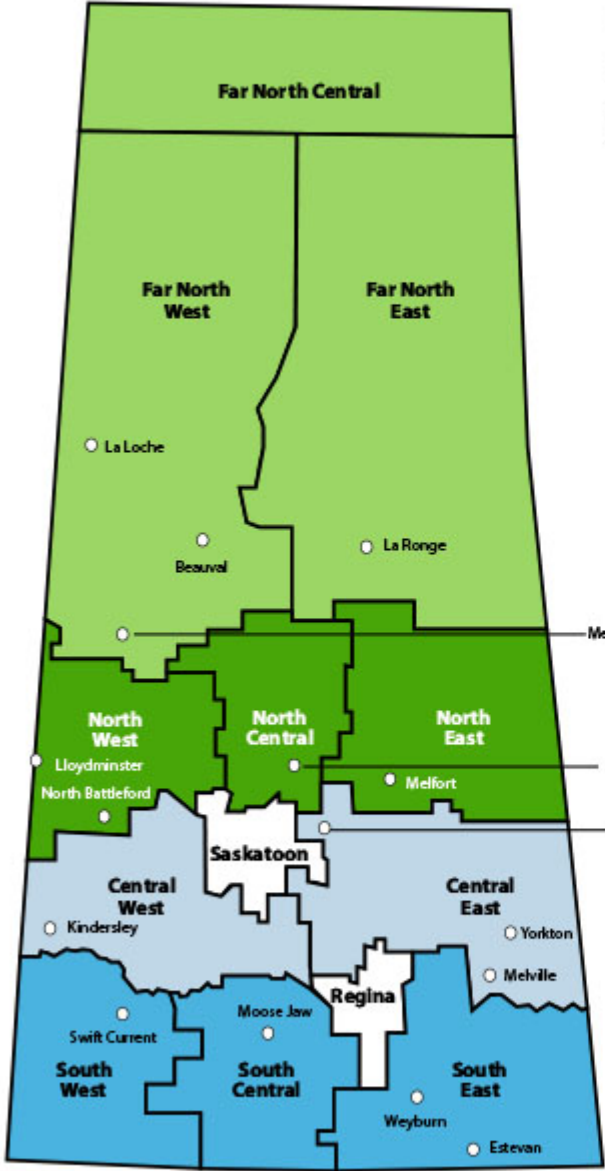 Far North Central
Far North
West
Far North
East
La Loche
Beauval
La Ronge
Me
North
West
North
Central
North
East
Lloydminster
Melfort
North Battleford
Saskatoon
Central
West
Central
East
Kindersley
Yorkton
Melville
Regina
Moose Jaw
Swift Current
South
West
South
Central
South
East
Weyburn
Estevan